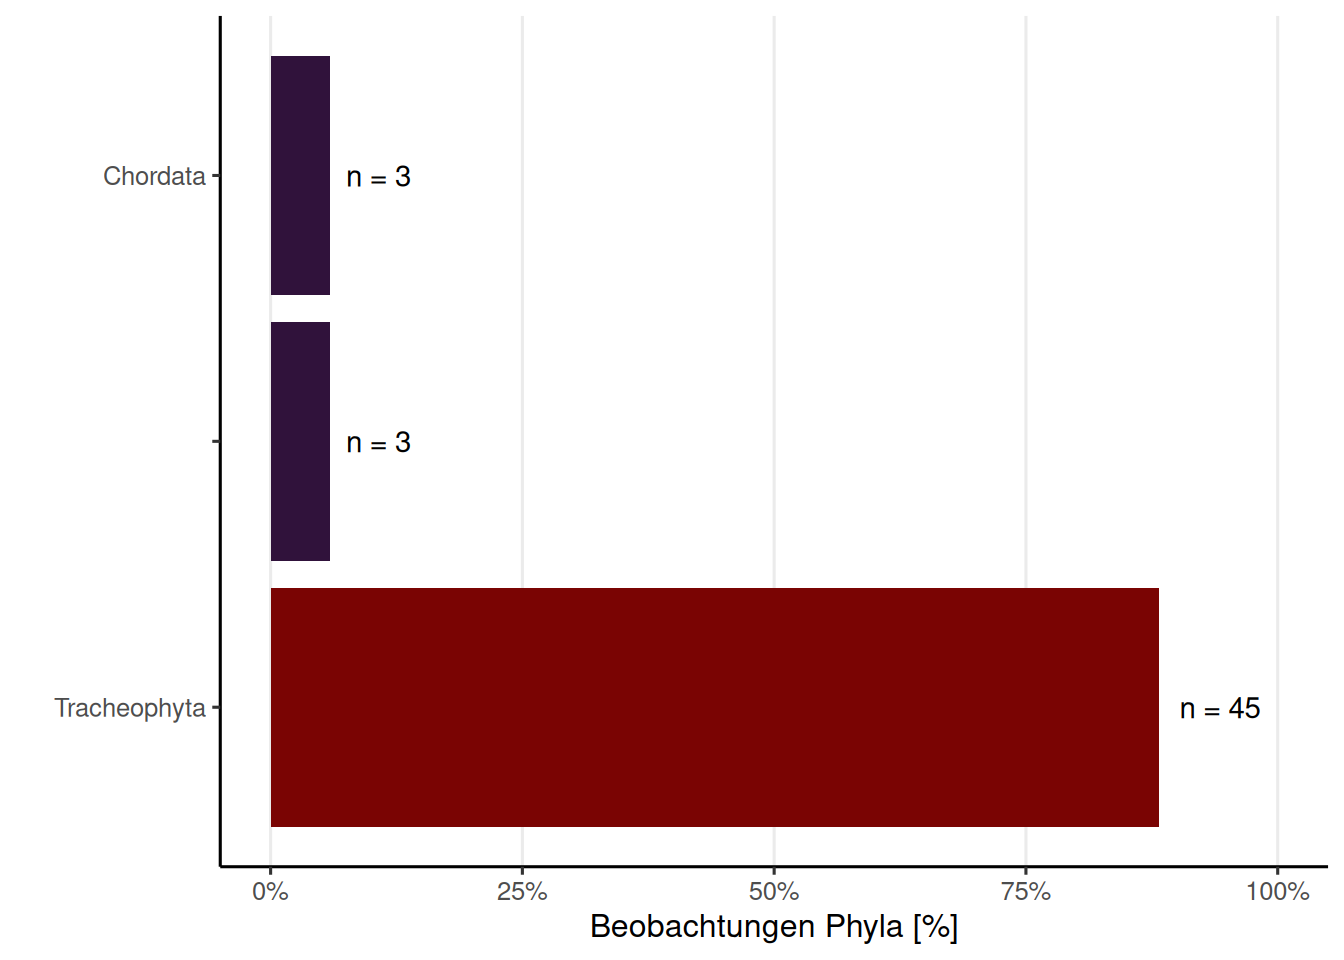 Chordata
n = 3
n = 3
Tracheophyta
n = 45
0% 25% 50% 75% 100%
Beobachtungen Phyla [%]